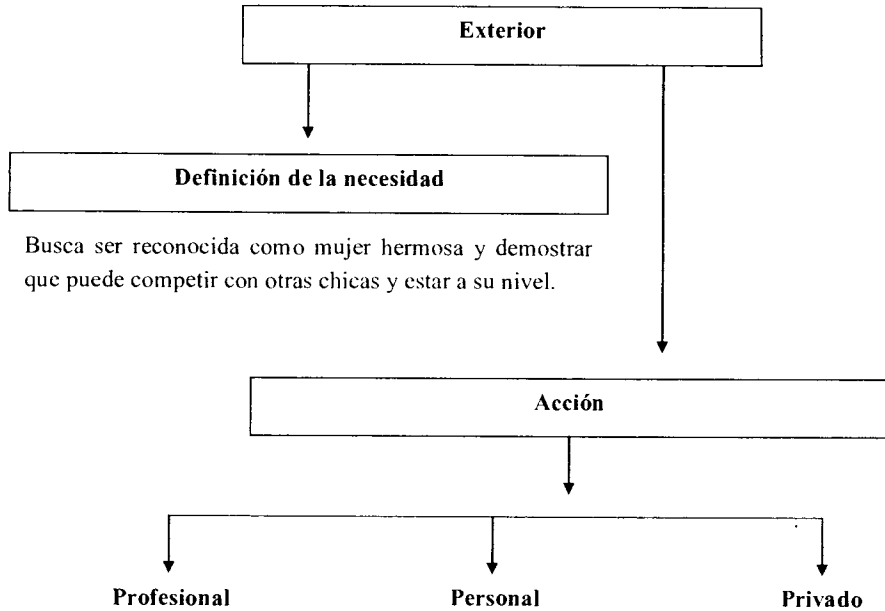 Exterior
Definición de la necesidad
Busca ser reconocida como mujer hermosa y demostrar
que puede competir con otras chicas y estar a su nivel.
Acción
Profesional Personal Privado